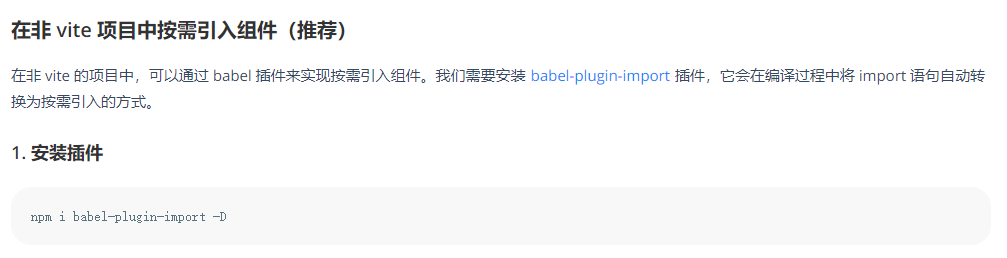 在非 vite 项目中按需引入组件（推荐）
在非 vite 的项目中，可以通过 babel 插件来实现按需引入组件。我们需要安装 babel-plugin-import 插件，它会在编译过程中将 import 语句自动转
换为按需引入的方式。
1. 安装插件
npm i babel-plugin-import -D